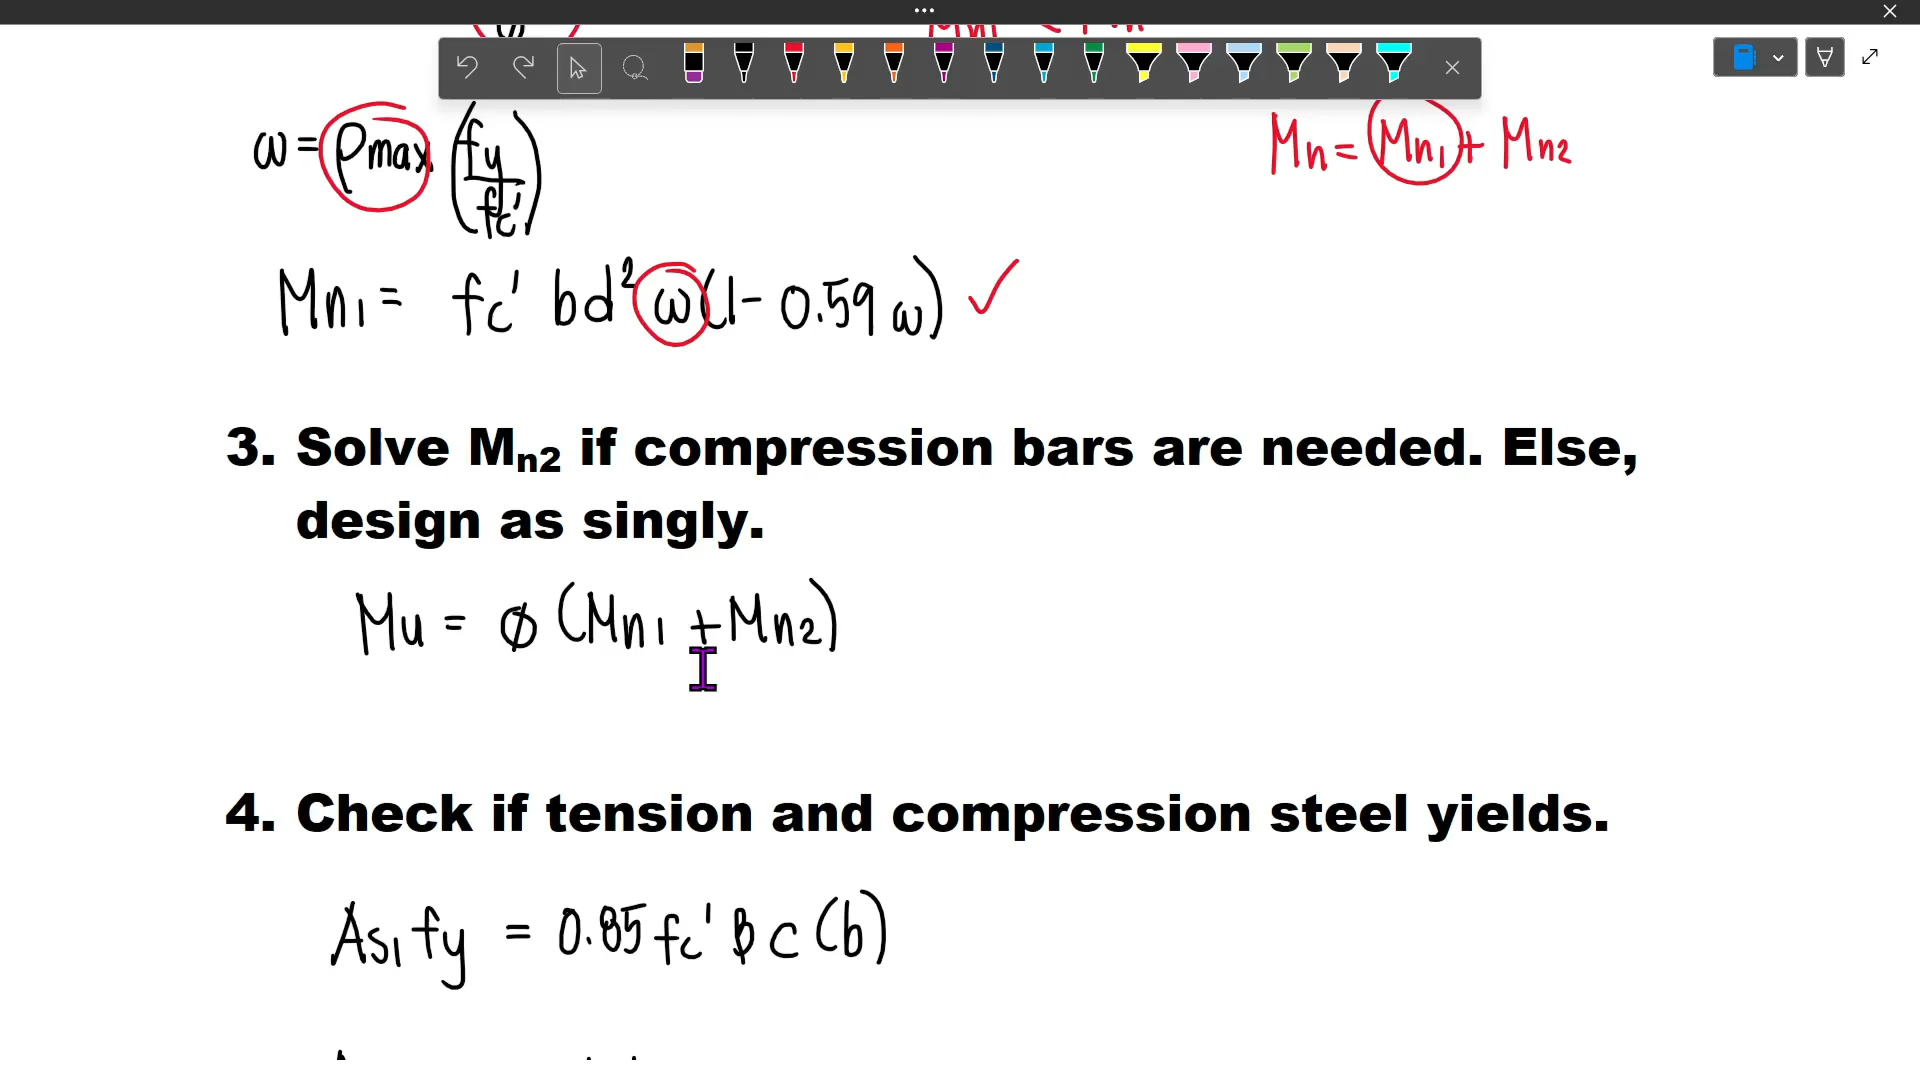 Mn = Mn1 + Mn2
ω = ρmax (fy/fc')
Mn1 = fc' bd² ω (1 - 0.59 ω) ✓
3. Solve Mn2 if compression bars are needed. Else,
design as singly.
Mu = ø (Mn1 + Mn2)
4. Check if tension and compression steel yields.
As1 fy = 0.85 fc' β c (b)